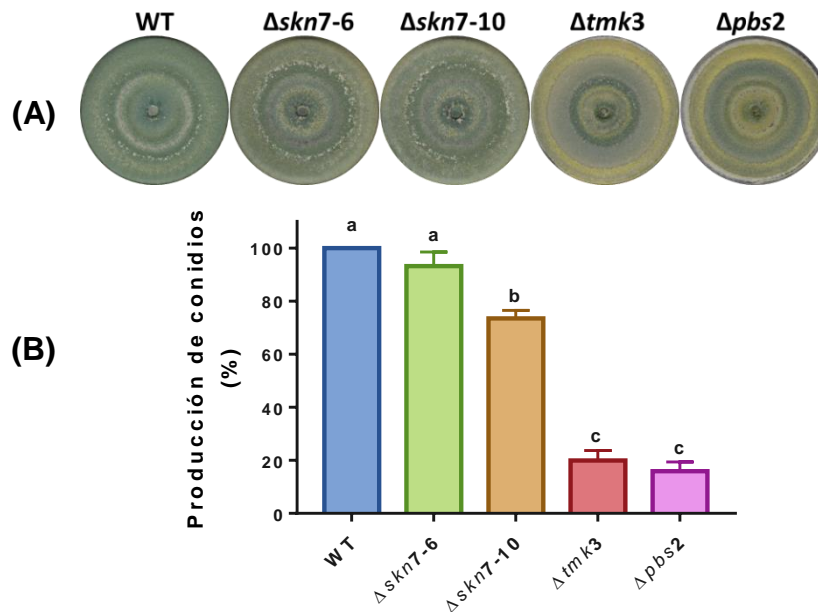 WT Δskn7-6 Δskn7-10 Δtmk3 Δpbs2
(A)
(B)
Producción de conidios
(%)
100
80
60
40
20
0
a
a
b
c
c
WT
Δskn7-6
Δskn7-10
Δtmk3
Δpbs2